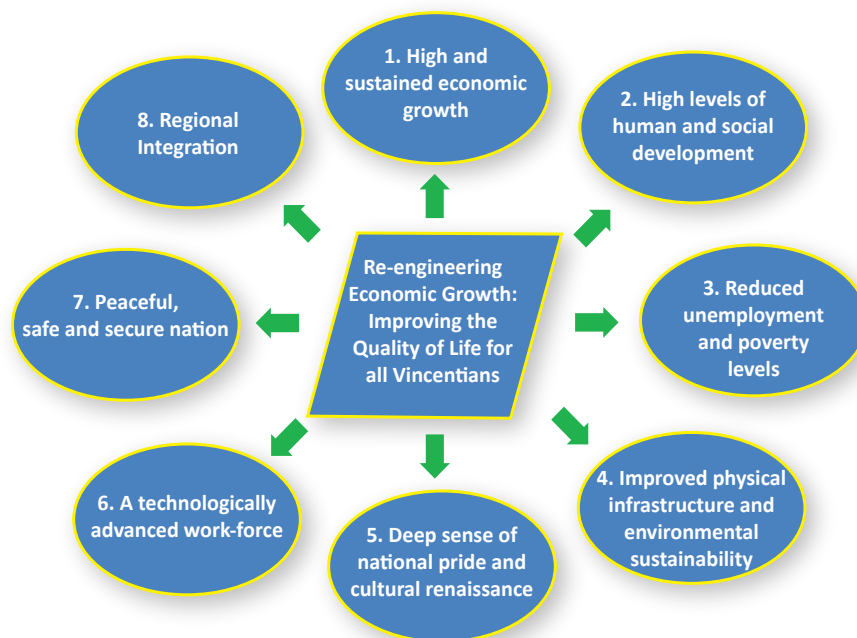 1. High and
sustained economic
growth
2. High levels of
human and social
development
3. Reduced
unemployment
and poverty
levels
4. Improved physical
infrastructure and
environmental
sustainability
5. Deep sense of
national pride and
cultural renaissance
6. A technologically
advanced work-force
7. Peaceful,
safe and secure nation
8. Regional
Integration
Re-engineering
Economic Growth:
Improving the
Quality of Life for
all Vincentians